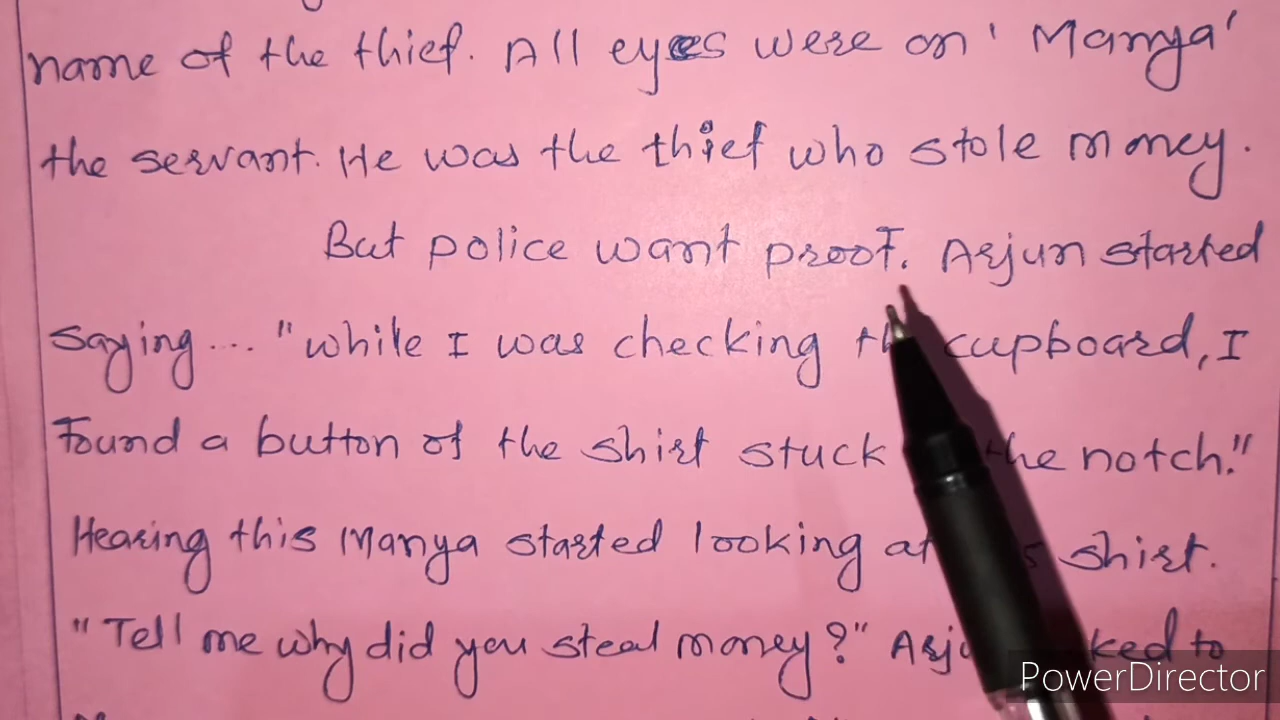 name of the thief. All eyes were on 'Manya'
the servant. He was the thief who stole money.
But police want proof. Arjun started
saying... "while I was checking the cupboard, I
found a button of the shirt stuck the notch."
Hearing this Manya started looking at shirt.
"Tell me why did you steal money?" to
PowerDirector